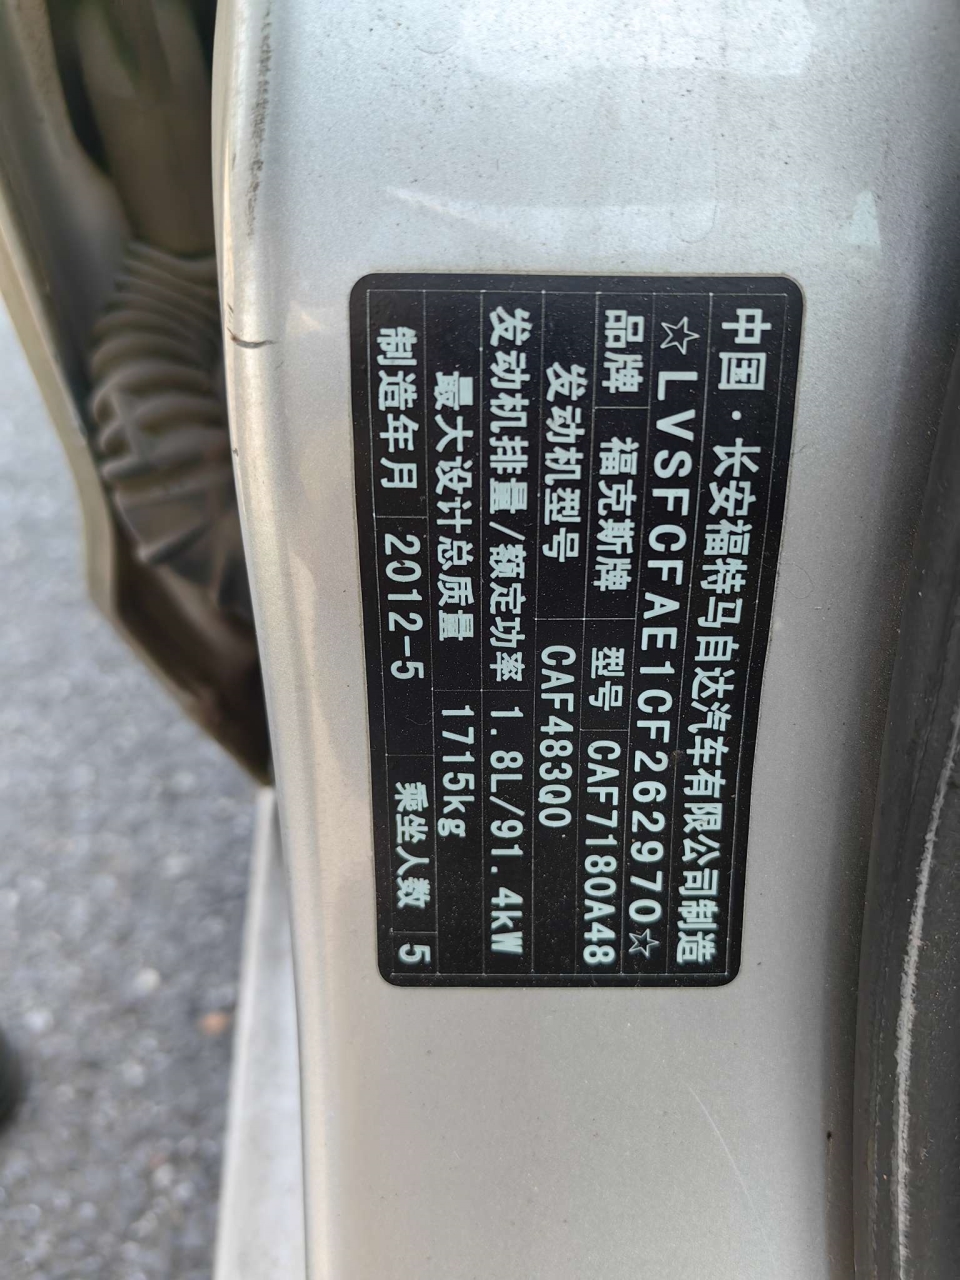 中国·长安福特马自达汽车有限公司制造
☆LVSFCFAE1CF262970☆
品牌 福克斯牌 型号 CAF7180A48
发动机型号 CAF483Q0
发动机排量/额定功率 1.8L/91.4kW
最大设计总质量 1715kg
制造年月 2012-5 乘坐人数 5